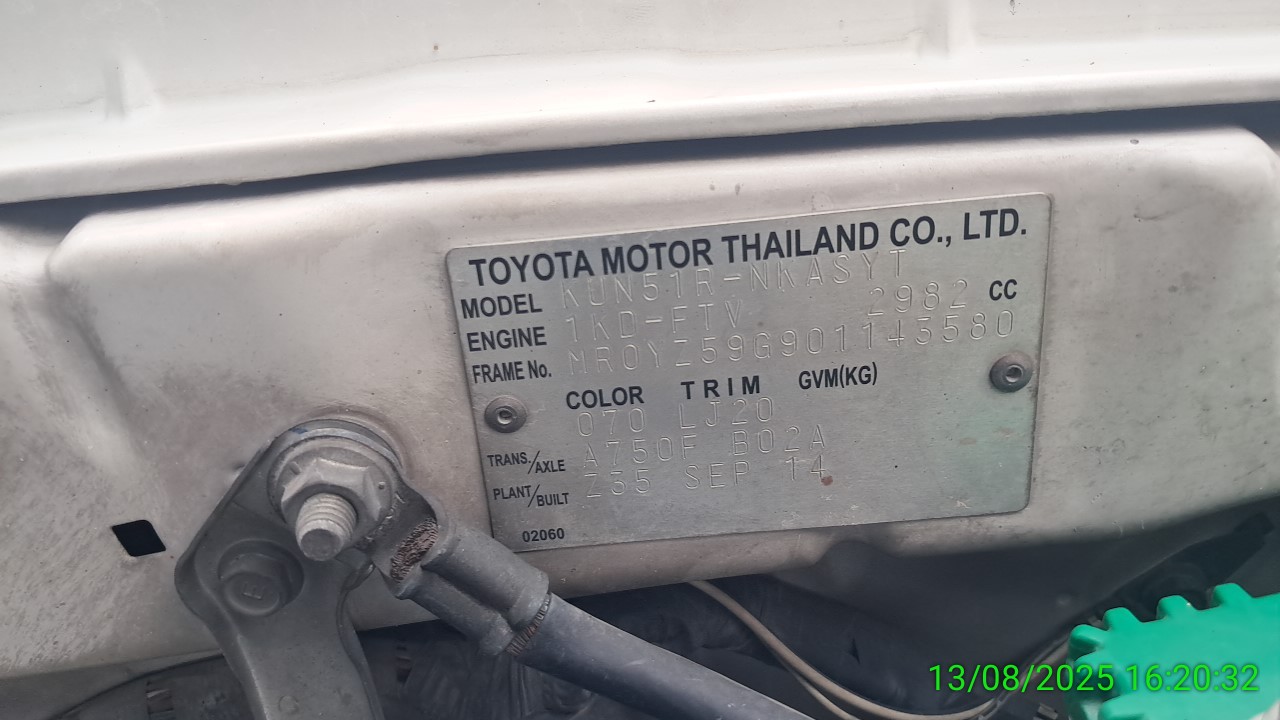 TOYOTA MOTOR THAILAND CO., LTD.
MODEL KUN51R-NKASYT
ENGINE 1KD-FTV 2982 CC
FRAME No. MR0YZ59G901143580
COLOR TRIM GVM(KG)
070 LJ20
TRANS./AXLE A750F B02A
PLANT/BUILT Z35 SEP 14
02060
13/08/2025 16:20:32